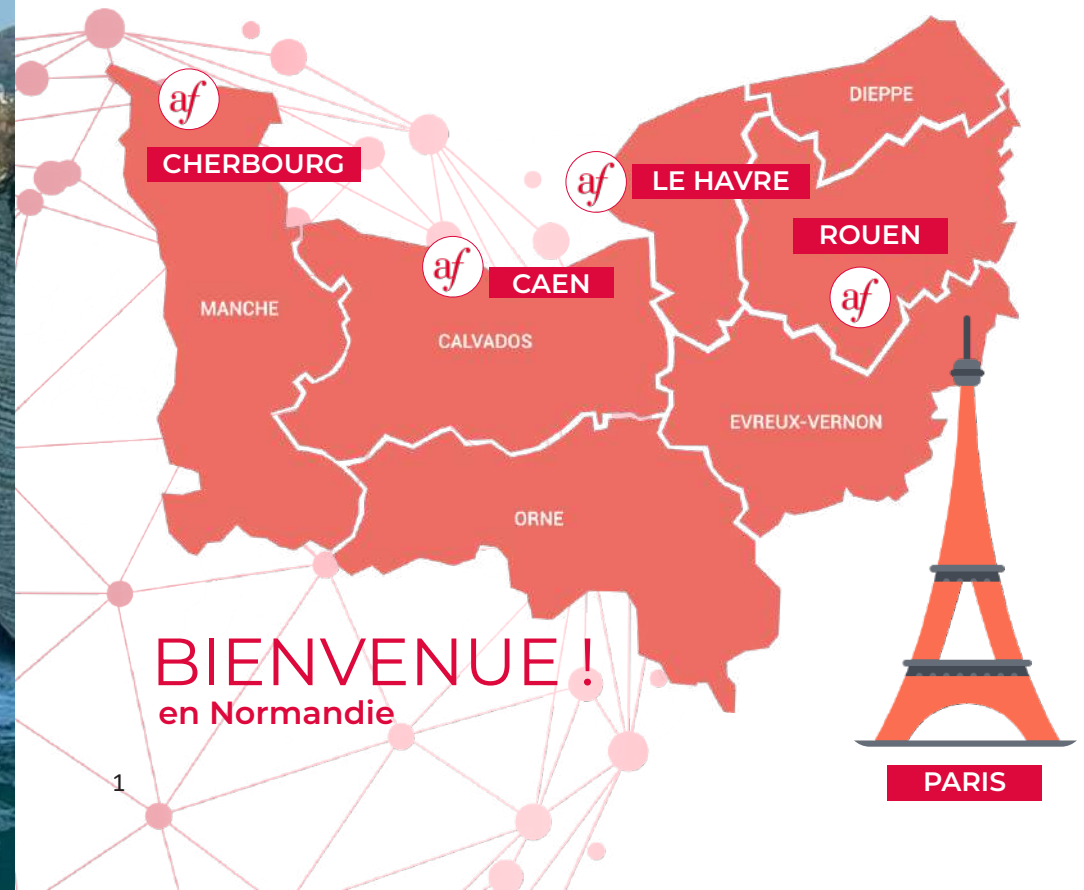 DIEPPE
af
CHERBOURG
af
LE HAVRE
ROUEN
af
CAEN
af
MANCHE
CALVADOS
EVREUX-VERNON
ORNE
BIENVENUE !
en Normandie
1
PARIS